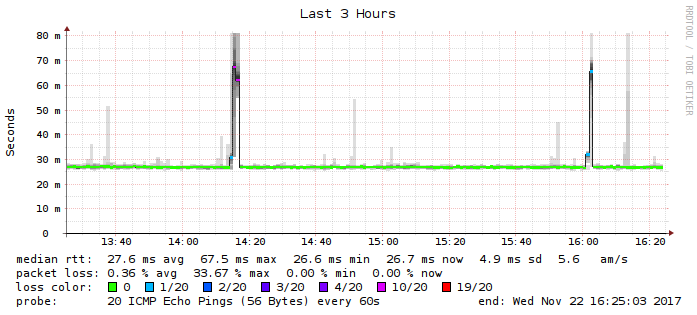 Last 3 Hours
RRDTOOL / TOBI OETIKER
Seconds
80 m
70 m
60 m
50 m
40 m
30 m
20 m
10 m
0
13:40 14:00 14:20 14:40 15:00 15:20 15:40 16:00 16:20
median rtt: 27.6 ms avg 67.5 ms max 26.6 ms min 26.7 ms now 4.9 ms sd 5.6 am/s
packet loss: 0.36 % avg 33.67 % max 0.00 % min 0.00 % now
loss color: 0 1/20 2/20 3/20 4/20 10/20 19/20
probe: 20 ICMP Echo Pings (56 Bytes) every 60s end: Wed Nov 22 16:25:03 2017